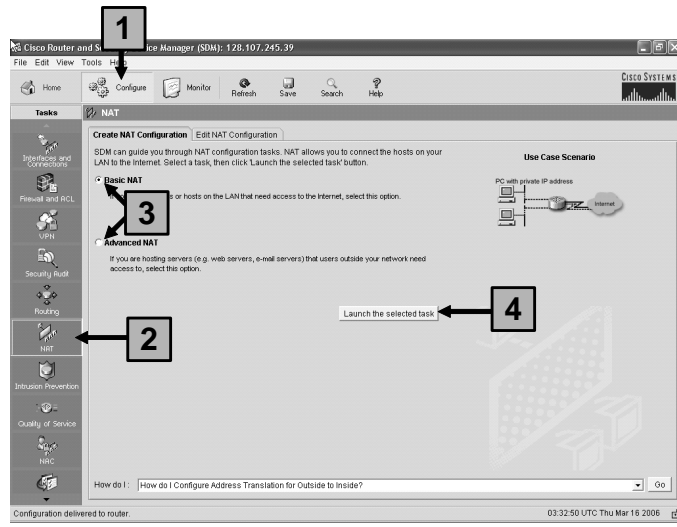 1
Cisco Router and S Device Manager (SDM): 128.107.245.39
File Edit View Tools Help
Home Configure Monitor Refresh Save Search Help
CISCO SYSTEMS
Tasks
NAT
Create NAT Configuration Edit NAT Configuration
SDM can guide you through NAT configuration tasks. NAT allows you to connect the hosts on your
LAN to the Internet. Select a task, then click 'Launch the selected task' button.
Use Case Scenario
Basic NAT
s or hosts on the LAN that need access to the Internet, select this option.
3
PC with private IP address
Internet
Advanced NAT
If you are hosting servers (e.g. web servers, e-mail servers) that users outside your network need
access to, select this option.
Launch the selected task
4
2
Interfaces and
Connections
Firewall and ACL
VPN
Security Audit
Routing
NAT
Intrusion Prevention
Quality of Service
NAC
How do I: How do I Configure Address Translation for Outside to Inside? Go
Configuration delivered to router.
03:32:50 UTC Thu Mar 16 2006